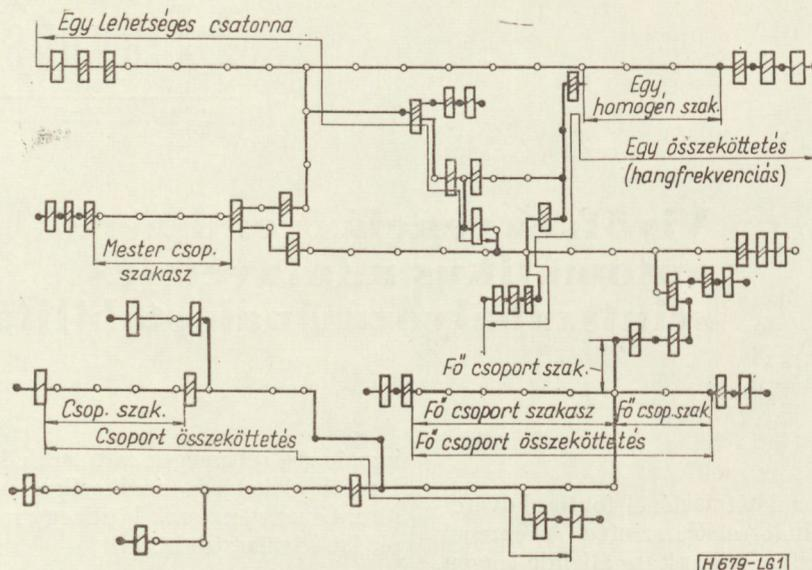 Egy lehetséges csatorna
Egy
homogén szak.
Egy összeköttetés
(hangfrekvenciás)
Mester csop.
szakasz
Fő csoport szak.
Csop. szak.
Fő csoport szakasz
Fő csop. szak.
Csoport összeköttetés
Fő csoport összeköttetés
H 679-LG1